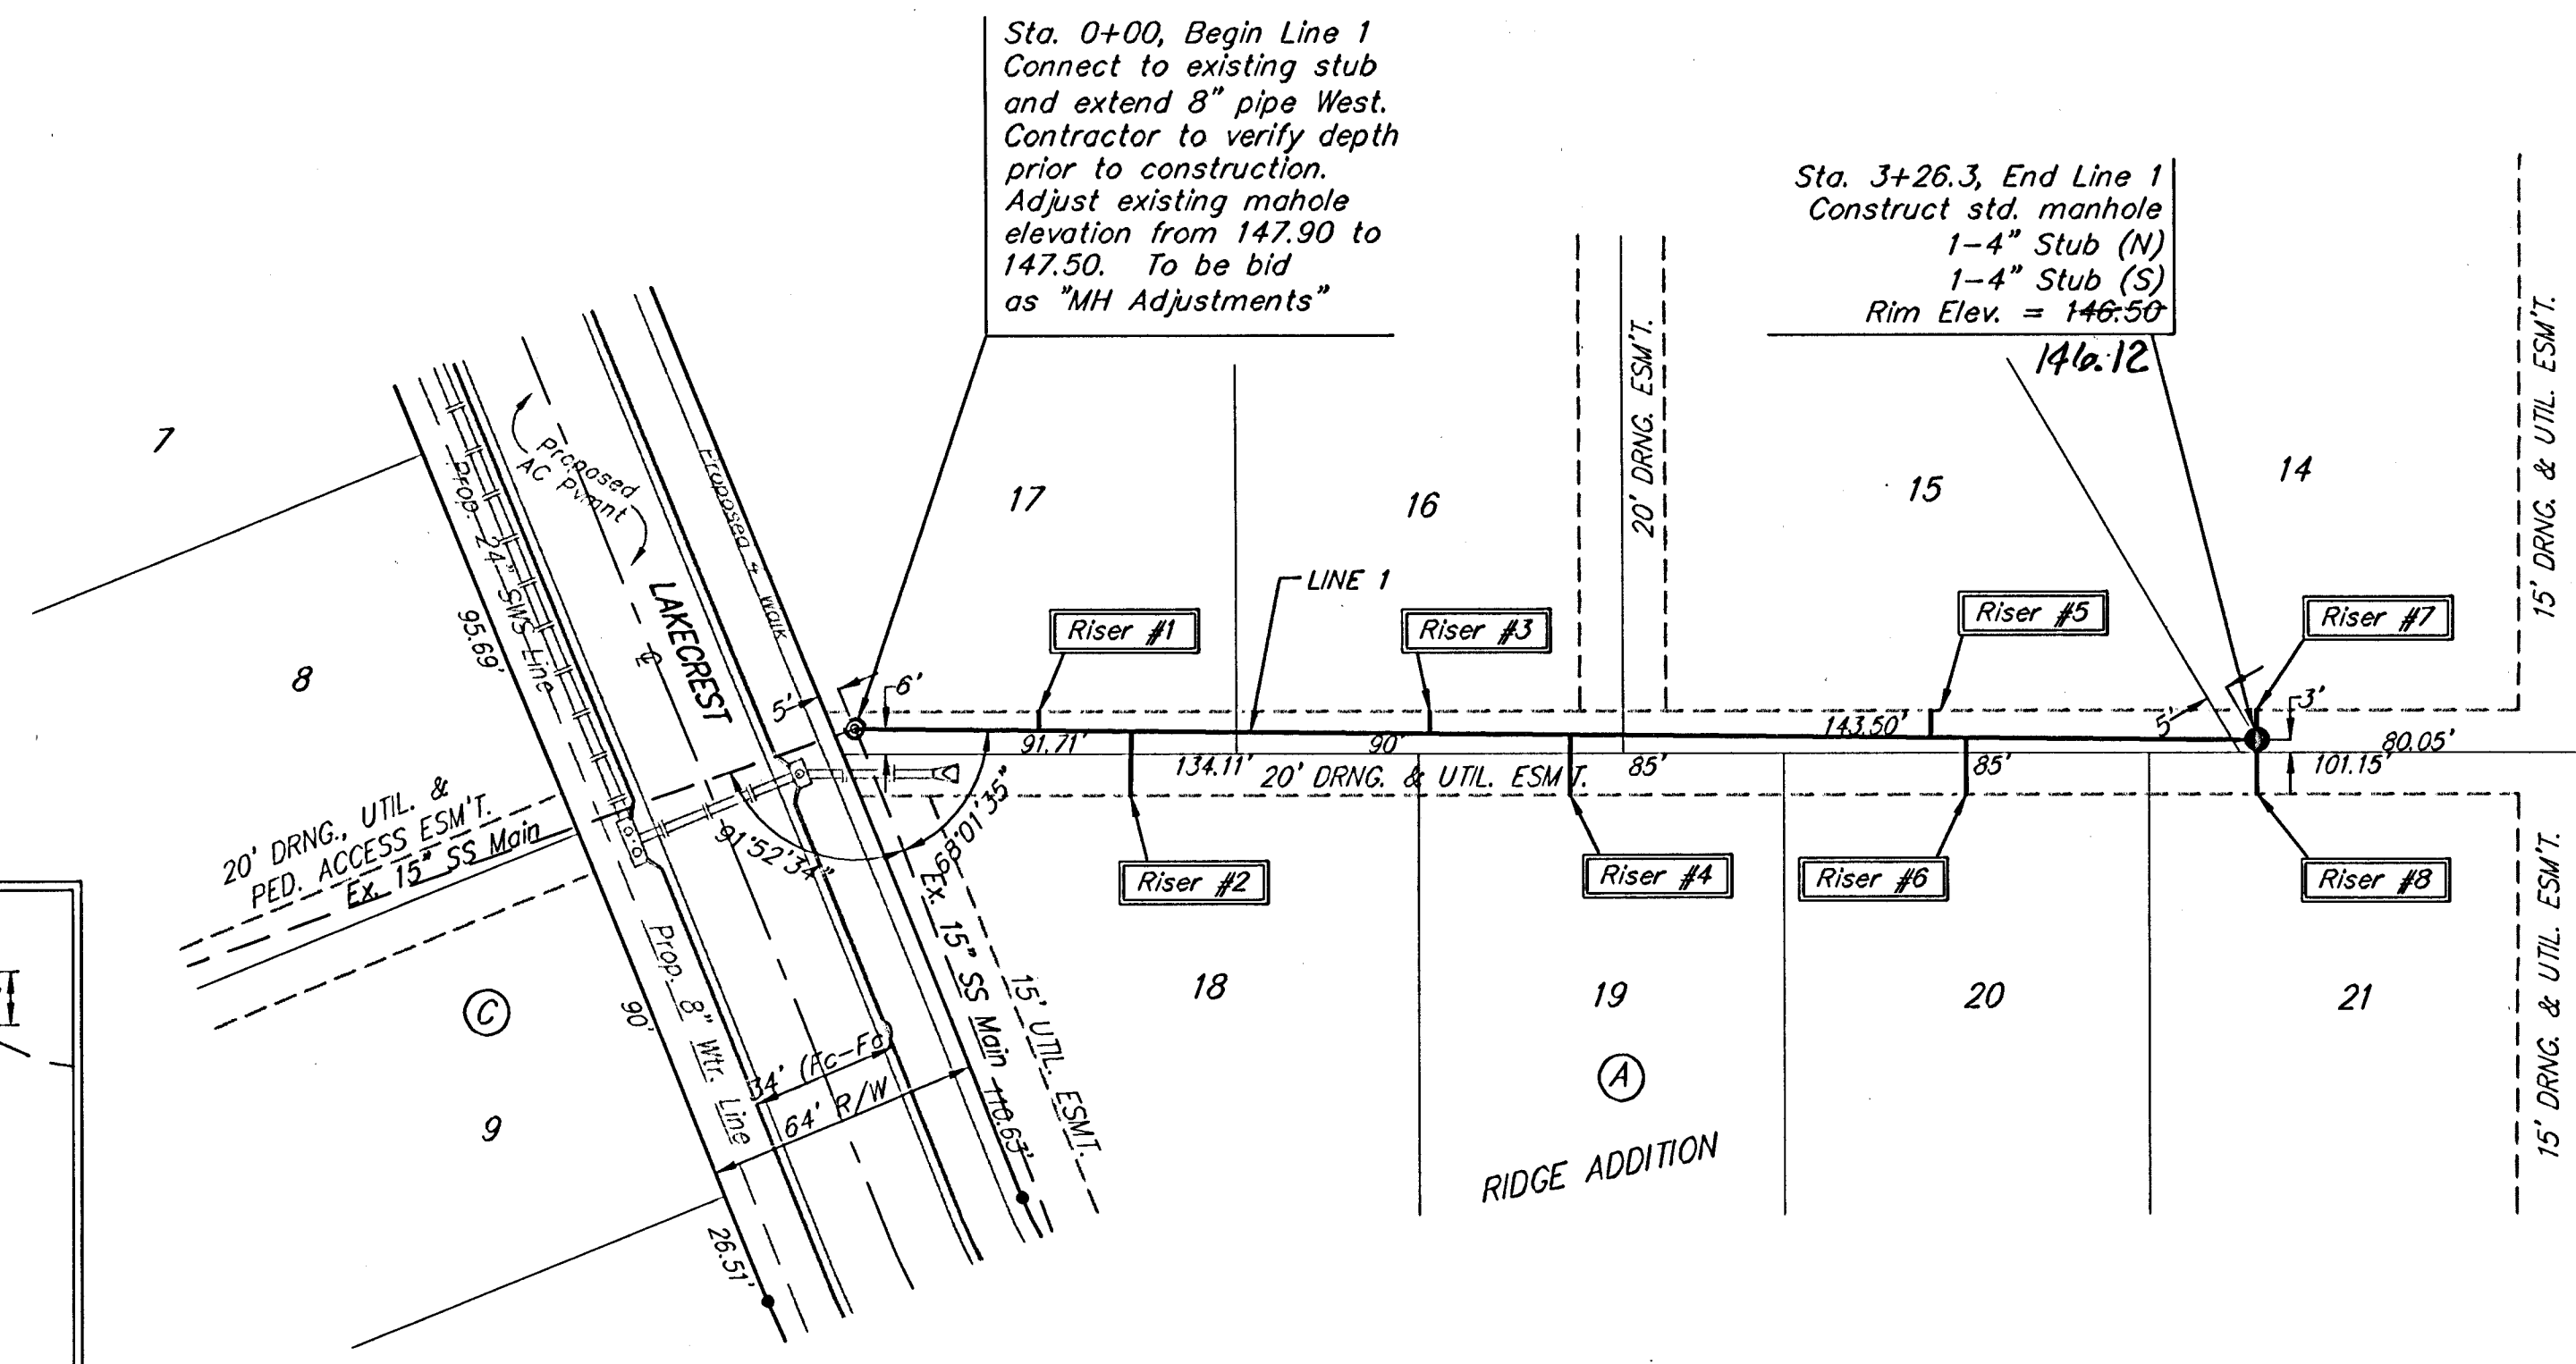 Sta. 0+00, Begin Line 1
Connect to existing stub
and extend 8" pipe West.
Contractor to verify depth
prior to construction.
Adjust existing mahole
elevation from 147.90 to
147.50. To be bid
as "MH Adjustments"
Sta. 3+26.3, End Line 1
Construct std. manhole
1-4" Stub (N)
1-4" Stub (S)
Rim Elev. = 146.50
146.12
15' DRNG. & UTIL. ESM'T.
20' DRNG. ESM'T.
7
17
16
15
14
Proposed
AC Pvmnt
Proposed 4' Walk
Prop. 24" SWS Line
LAKECREST
℄
95.69'
8
LINE 1
Riser #1
Riser #3
Riser #5
Riser #7
5'
6'
5'
3'
91.71'
90'
143.50'
80.05'
134.11'
85'
85'
101.15'
20' DRNG. & UTIL. ESM'T.
20' DRNG., UTIL. &
PED. ACCESS ESM'T.
Ex. 15" SS Main
91°52'34"
68°01'35"
Riser #2
Riser #4
Riser #6
Riser #8
Ex. 15" SS Main
15' UTIL. ESMT.
110.63'
Prop. 8" Wtr. Line
90'
C
34' (Fc-Fc)
64' R/W
9
26.51'
18
19
20
21
A
RIDGE ADDITION
15' DRNG. & UTIL. ESM'T.